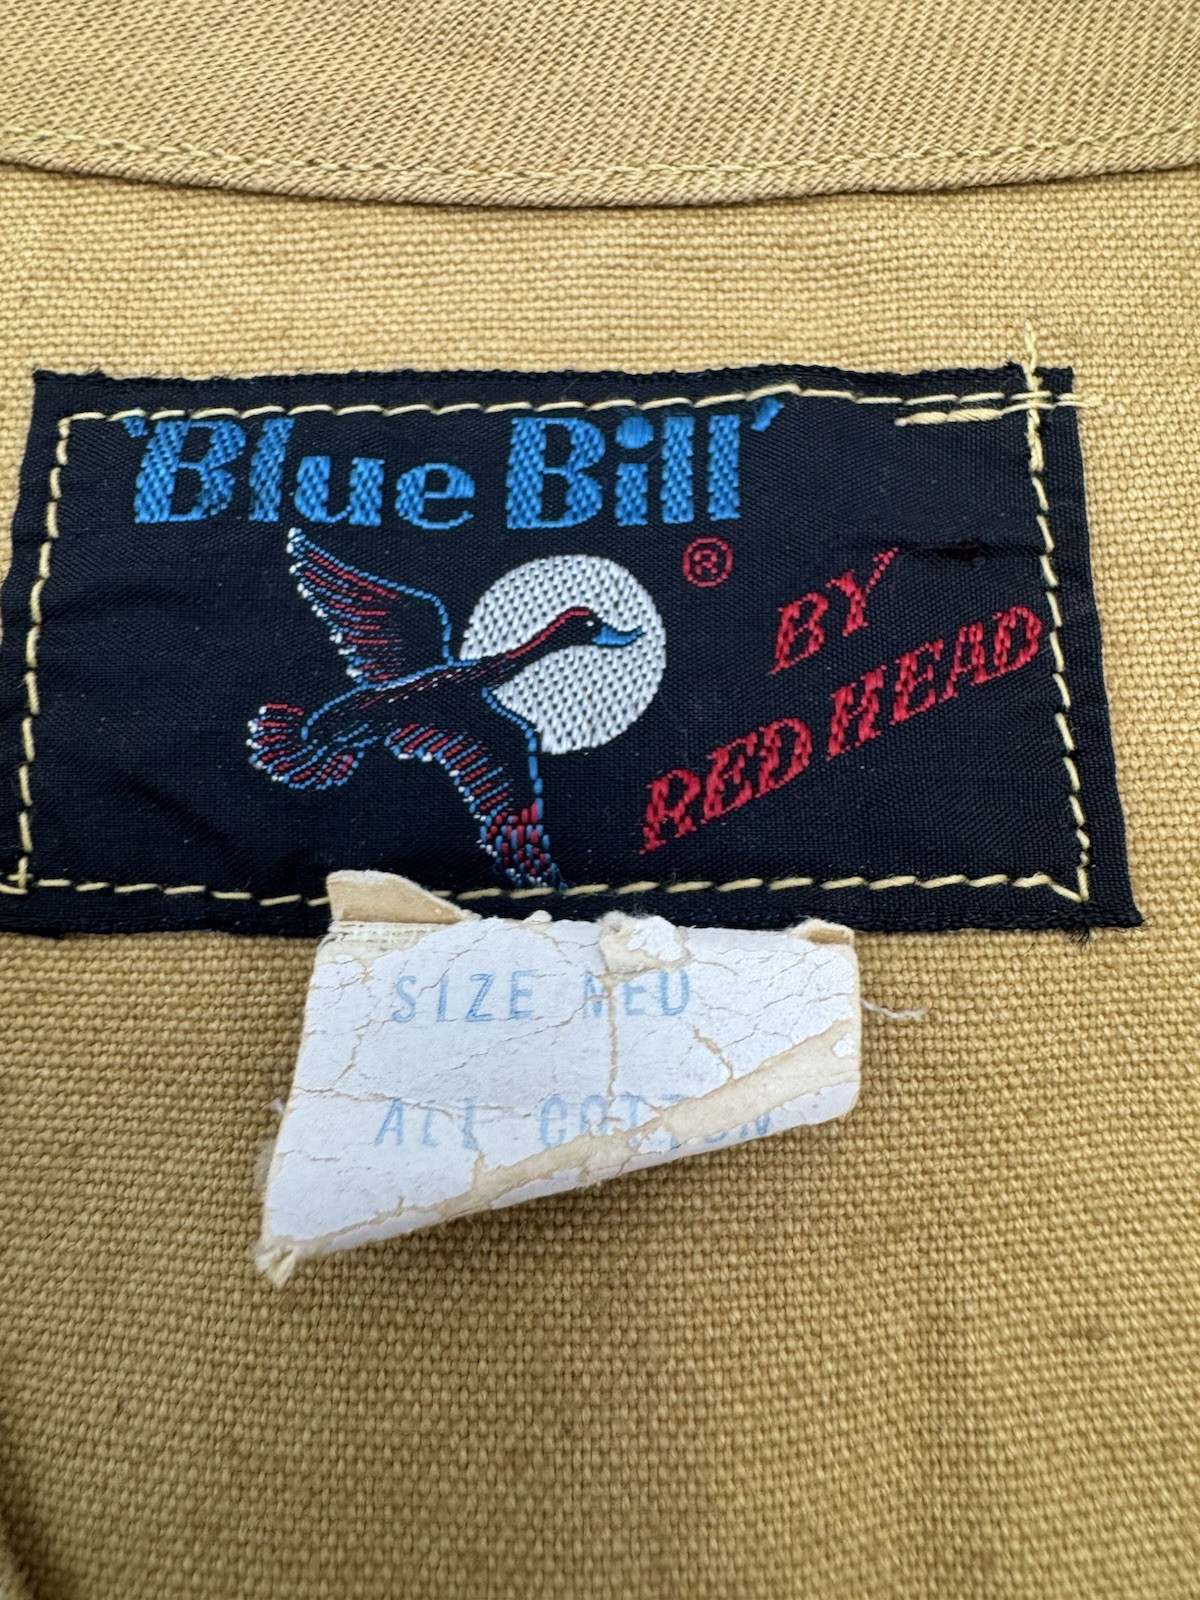 'Blue Bill'
®
BY
RED HEAD
SIZE MED
ALL COTTON